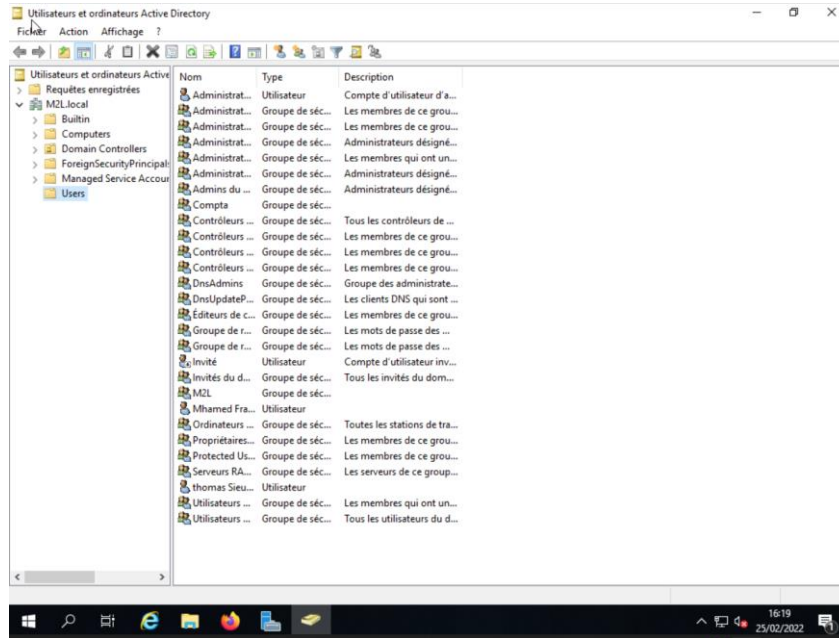 Utilisateurs et ordinateurs Active Directory
Fichier Action Affichage ?
Utilisateurs et ordinateurs Active
Requêtes enregistrées
M2L.local
Builtin
Computers
Domain Controllers
ForeignSecurityPrincipals
Managed Service Accour
Users
Nom Type Description
Administrat... Utilisateur Compte d'utilisateur d'a...
Administrat... Groupe de séc... Les membres de ce grou...
Administrat... Groupe de séc... Les membres de ce grou...
Administrat... Groupe de séc... Administrateurs désigné...
Administrat... Groupe de séc... Les membres qui ont un...
Administrat... Groupe de séc... Administrateurs désigné...
Admins du ... Groupe de séc... Administrateurs désigné...
Compta Groupe de séc...
Contrôleurs ... Groupe de séc... Tous les contrôleurs de ...
Contrôleurs ... Groupe de séc... Les membres de ce grou...
Contrôleurs ... Groupe de séc... Les membres de ce grou...
Contrôleurs ... Groupe de séc... Les membres de ce grou...
DnsAdmins Groupe de séc... Groupe des administrate...
DnsUpdateP... Groupe de séc... Les clients DNS qui sont ...
Éditeurs de c... Groupe de séc... Les membres de ce grou...
Groupe de r... Groupe de séc... Les mots de passe des ...
Groupe de r... Groupe de séc... Les mots de passe des ...
Invité Utilisateur Compte d'utilisateur inv...
Invités du d... Groupe de séc... Tous les invités du dom...
M2L Groupe de séc...
Mhamed Fra... Utilisateur
Ordinateurs ... Groupe de séc... Toutes les stations de tra...
Propriétaires... Groupe de séc... Les membres de ce grou...
Protected Us... Groupe de séc... Les membres de ce grou...
Serveurs RA... Groupe de séc... Les serveurs de ce group...
thomas Sieu... Utilisateur
Utilisateurs ... Groupe de séc... Les membres qui ont un...
Utilisateurs ... Groupe de séc... Tous les utilisateurs du d...
16:19
25/02/2022